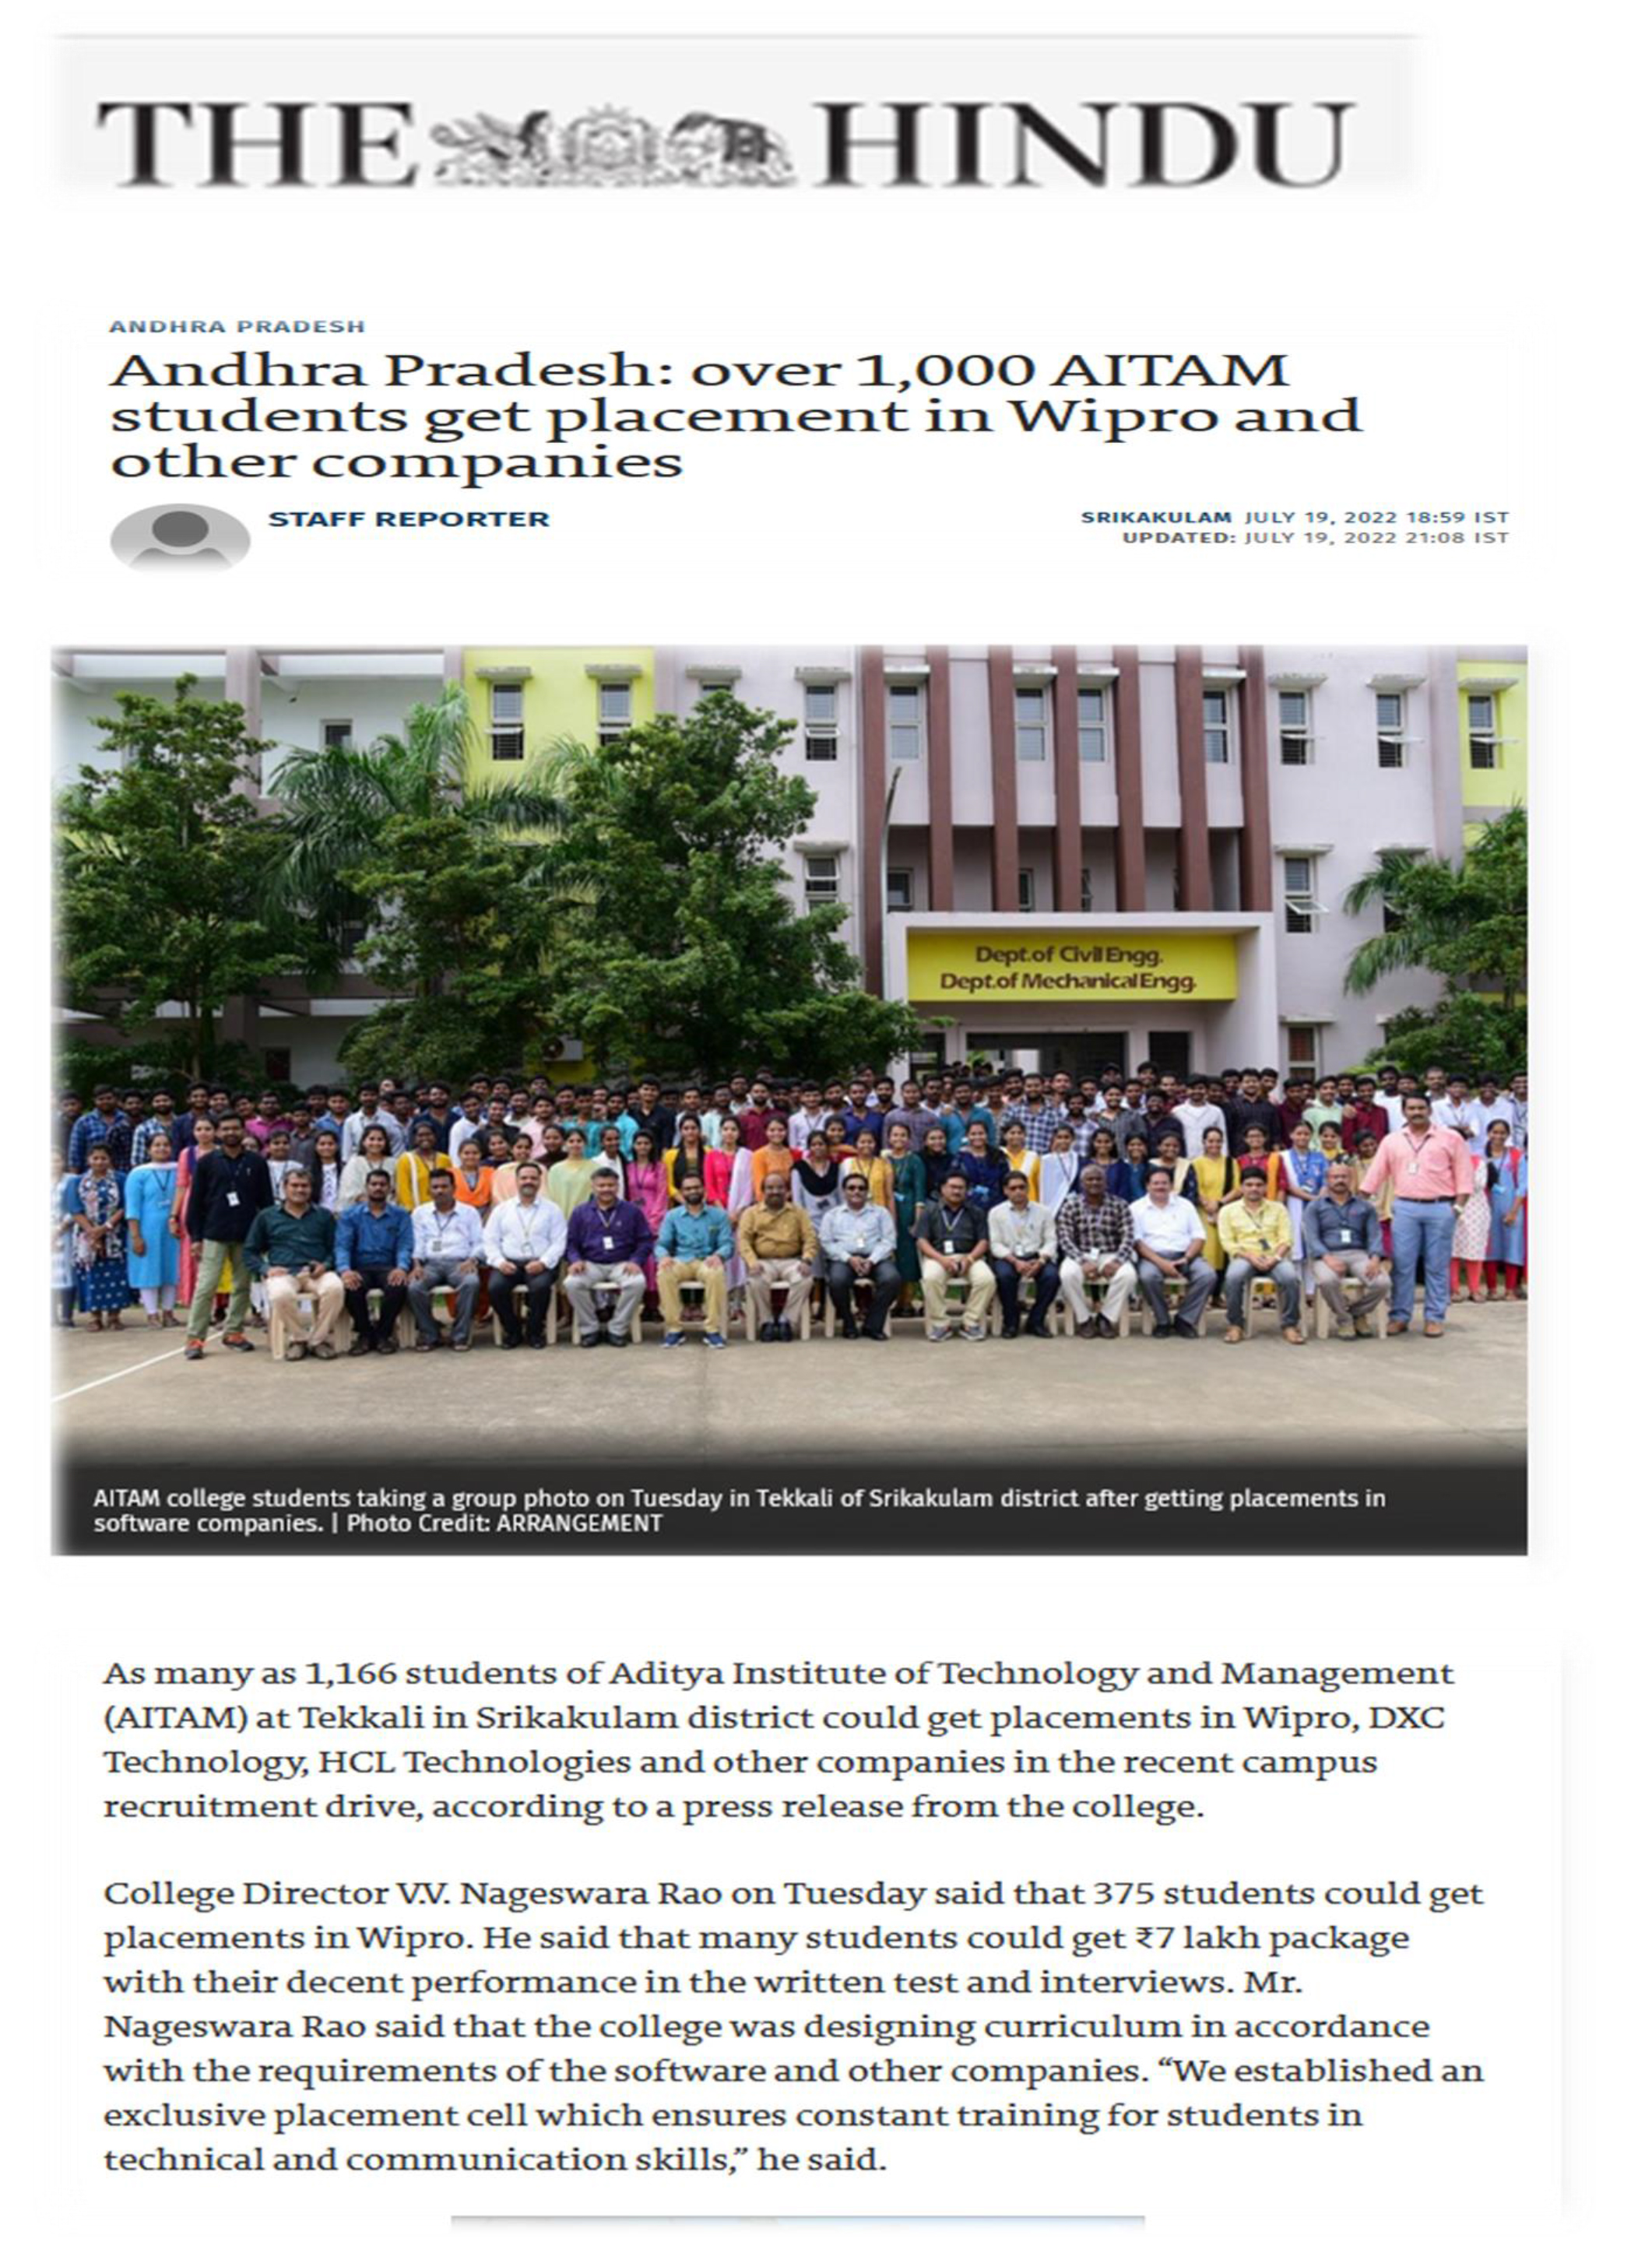 THE HINDU
ANDHRA PRADESH
Andhra Pradesh: over 1,000 AITAM
students get placement in Wipro and
other companies
STAFF REPORTER
SRIKAKULAM JULY 19, 2022 18:59 IST
UPDATED: JULY 19, 2022 21:08 IST
Dept.of Civil Engg.
Dept.of Mechanical Engg.
AITAM college students taking a group photo on Tuesday in Tekkali of Srikakulam district after getting placements in
software companies. | Photo Credit: ARRANGEMENT
As many as 1,166 students of Aditya Institute of Technology and Management
(AITAM) at Tekkali in Srikakulam district could get placements in Wipro, DXC
Technology, HCL Technologies and other companies in the recent campus
recruitment drive, according to a press release from the college.
College Director V.V. Nageswara Rao on Tuesday said that 375 students could get
placements in Wipro. He said that many students could get ₹7 lakh package
with their decent performance in the written test and interviews. Mr.
Nageswara Rao said that the college was designing curriculum in accordance
with the requirements of the software and other companies. “We established an
exclusive placement cell which ensures constant training for students in
technical and communication skills,” he said.